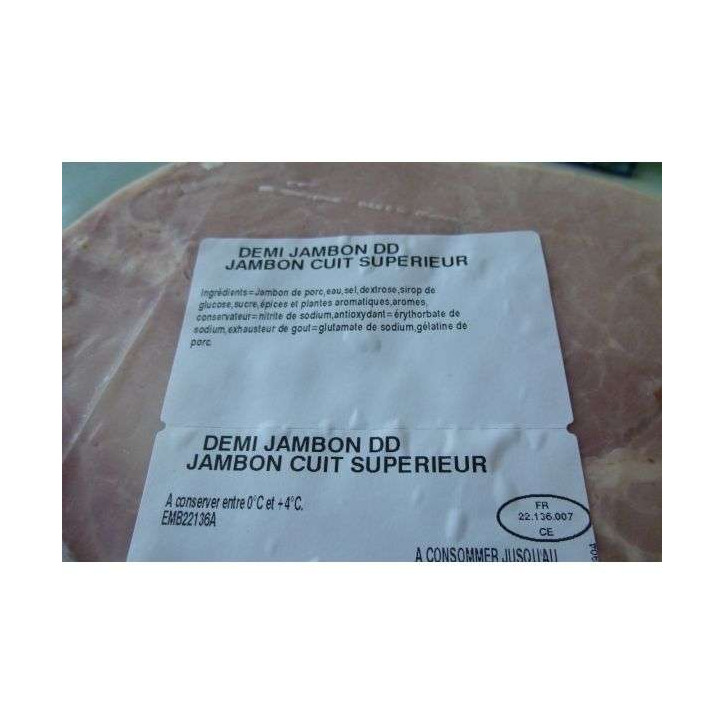 DEMI JAMBON DD
JAMBON CUIT SUPERIEUR
Ingrédients=Jambon de porc,eau,sel,dextrose,sirop de
glucose,sucre,épices et plantes aromatiques,aromes,
conservateur=nitrite de sodium,antioxydant=érythorbate de
sodium,exhausteur de gout=glutamate de sodium,gélatine de
porc.
DEMI JAMBON DD
JAMBON CUIT SUPERIEUR
A conserver entre 0°C et +4°C.
EMB22136A
FR
22.136.007
CE
A CONSOMMER JUSQU'AU